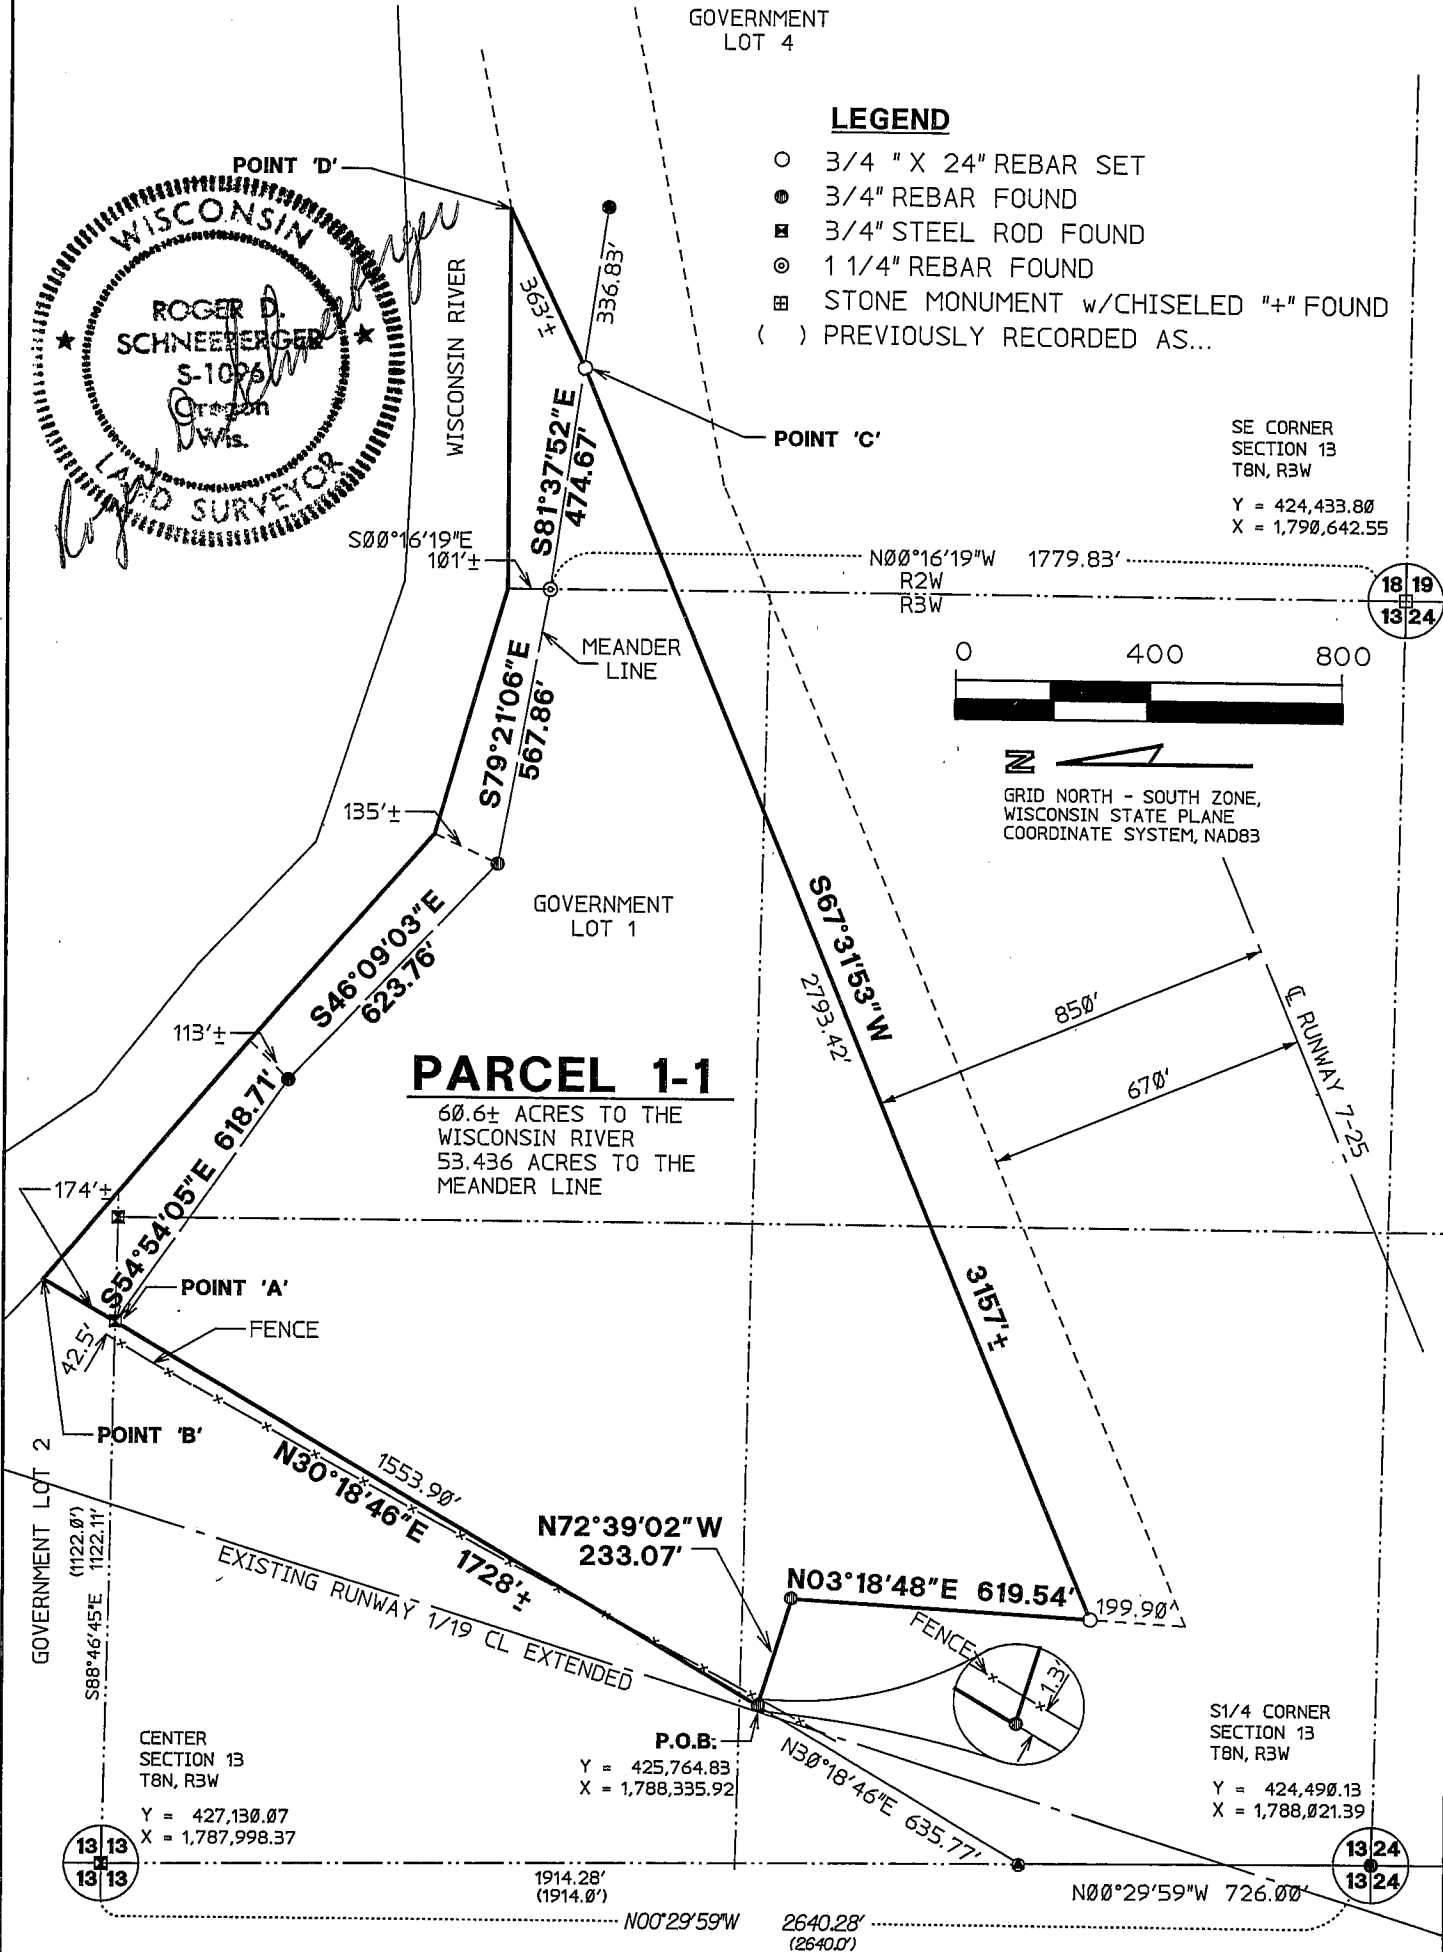 GOVERNMENT
LOT 4
LEGEND
3/4 " X 24" REBAR SET
3/4" REBAR FOUND
3/4" STEEL ROD FOUND
1 1/4" REBAR FOUND
STONE MONUMENT w/CHISELED "+" FOUND
( ) PREVIOUSLY RECORDED AS...
POINT 'D'
WISCONSIN
ROGER D.
SCHNEEBERGER
S-1096
Oregon
Wis.
LAND SURVEYOR
Roger D Schneeberger
WISCONSIN RIVER
363'±
336.83'
POINT 'C'
S81°37'52"E
474.67'
SE CORNER
SECTION 13
T8N, R3W
Y = 424,433.80
X = 1,790,642.55
S00°16'19"E
101'±
N00°16'19"W 1779.83'
R2W
R3W
18 19
13 24
MEANDER
LINE
0 400 800
S79°21'06"E
567.86'
N
GRID NORTH - SOUTH ZONE,
WISCONSIN STATE PLANE
COORDINATE SYSTEM, NAD83
135'±
GOVERNMENT
LOT 1
S46°09'03"E
623.76'
S67°31'53"W
2793.42'
850'
670'
℄ RUNWAY 7-25
113'±
PARCEL 1-1
60.6± ACRES TO THE
WISCONSIN RIVER
53.436 ACRES TO THE
MEANDER LINE
S54°54'05"E 618.71'
174'±
POINT 'A'
FENCE
42.5'
3157'±
POINT 'B'
GOVERNMENT LOT 2
(1122.0')
S88°46'45"E 1122.11'
1553.90'
N30°18'46"E 1728'±
EXISTING RUNWAY 1/19 CL EXTENDED
N72°39'02"W
233.07'
N03°18'48"E 619.54'
199.90'
FENCE
1.3'
P.O.B.
Y = 425,764.83
X = 1,788,335.92
N30°18'46"E 635.77'
CENTER
SECTION 13
T8N, R3W
Y = 427,130.07
X = 1,787,998.37
S1/4 CORNER
SECTION 13
T8N, R3W
Y = 424,490.13
X = 1,788,021.39
13 13
13 13
13 24
13 24
1914.28'
(1914.0')
N00°29'59"W 726.00'
N00°29'59"W 2640.28'
(2640.0')